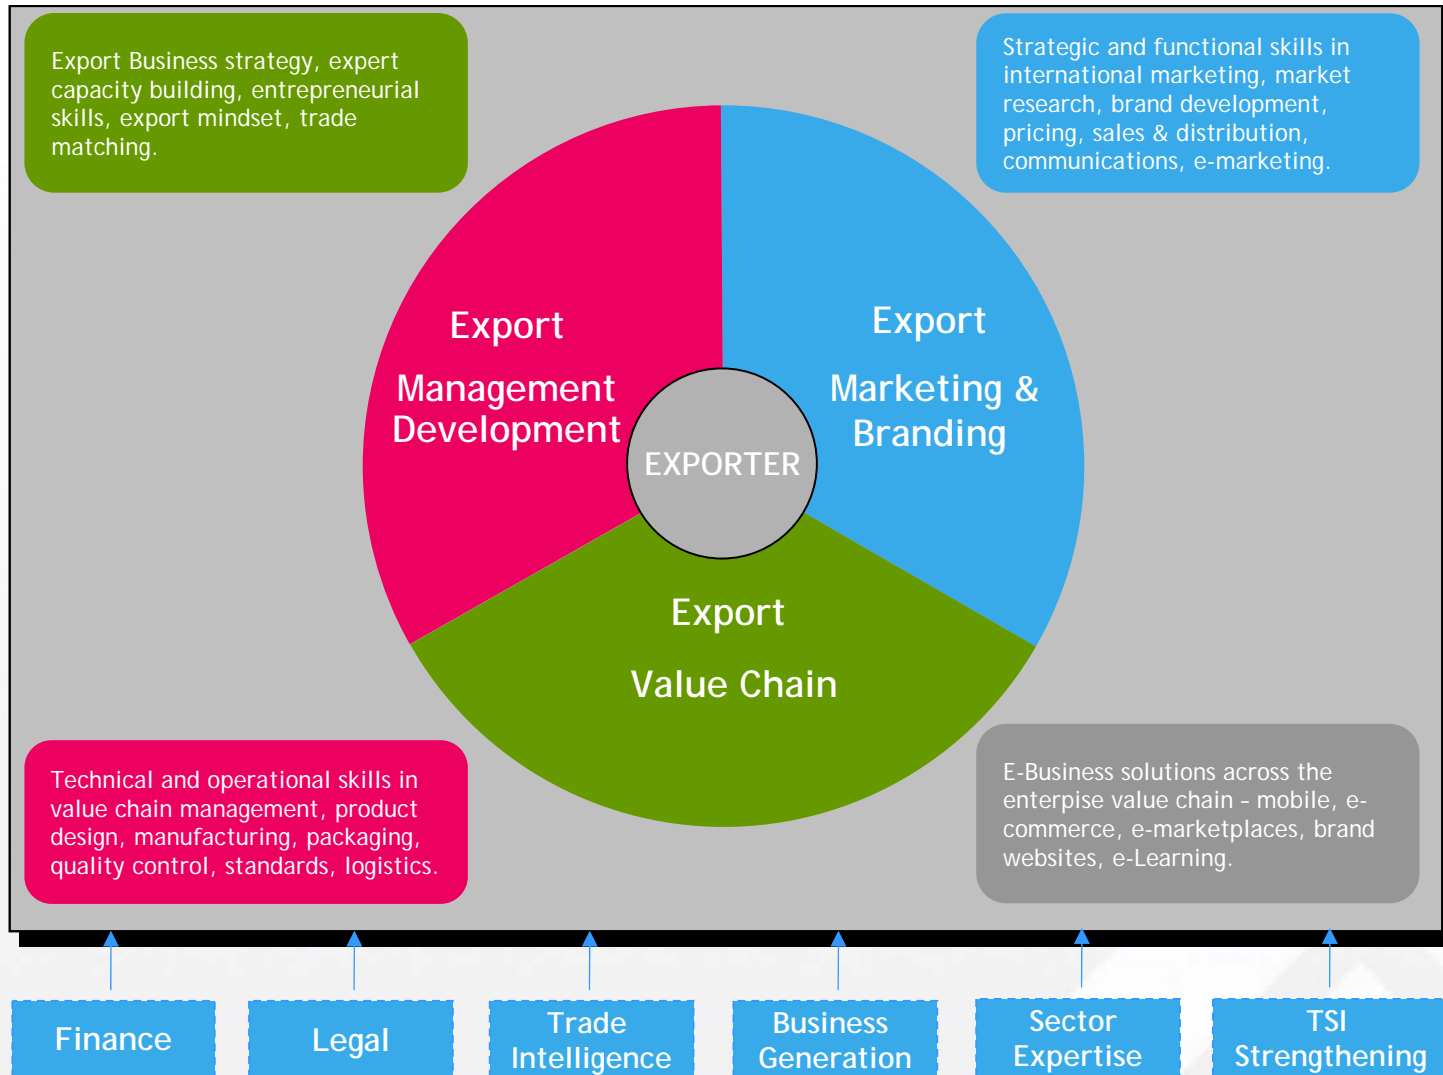 Export Business strategy, expert
capacity building, entrepreneurial
skills, export mindset, trade
matching.
Strategic and functional skills in
international marketing, market
research, brand development,
pricing, sales & distribution,
communications, e-marketing.
Export
Management
Development
Export
Marketing &
Branding
EXPORTER
Export
Value Chain
Technical and operational skills in
value chain management, product
design, manufacturing, packaging,
quality control, standards, logistics.
E-Business solutions across the
enterpise value chain – mobile, e-
commerce, e-marketplaces, brand
websites, e-Learning.
Finance
Legal
Trade
Intelligence
Business
Generation
Sector
Expertise
TSI
Strengthening